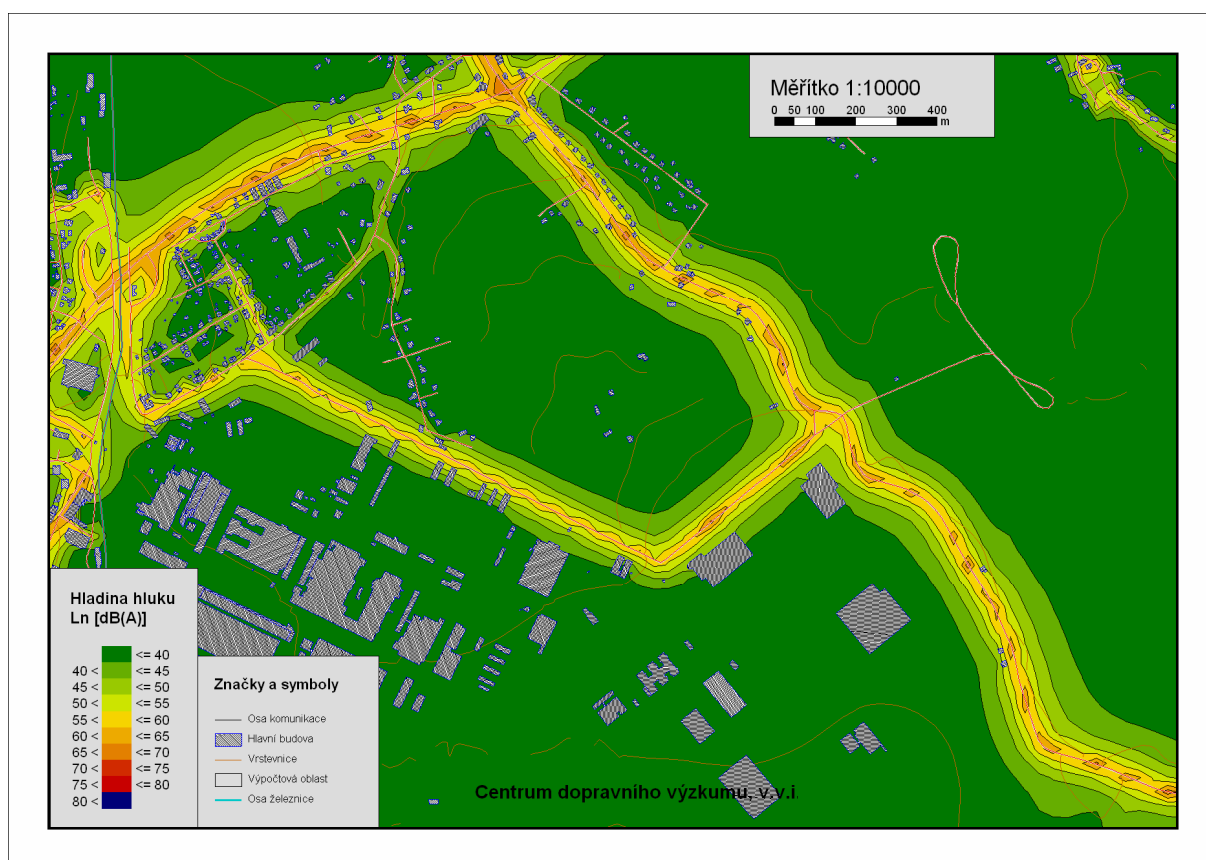 Měřítko 1:10000
0 50 100 200 300 400
m
Hladina hluku
Ln [dB(A)]
<= 40
40 < <= 45
45 < <= 50
50 < <= 55
55 < <= 60
60 < <= 65
65 < <= 70
70 < <= 75
75 < <= 80
80 <
Značky a symboly
Osa komunikace
Hlavní budova
Vrstevnice
Výpočtová oblast
Osa železnice
Centrum dopravního výzkumu, v.v.i